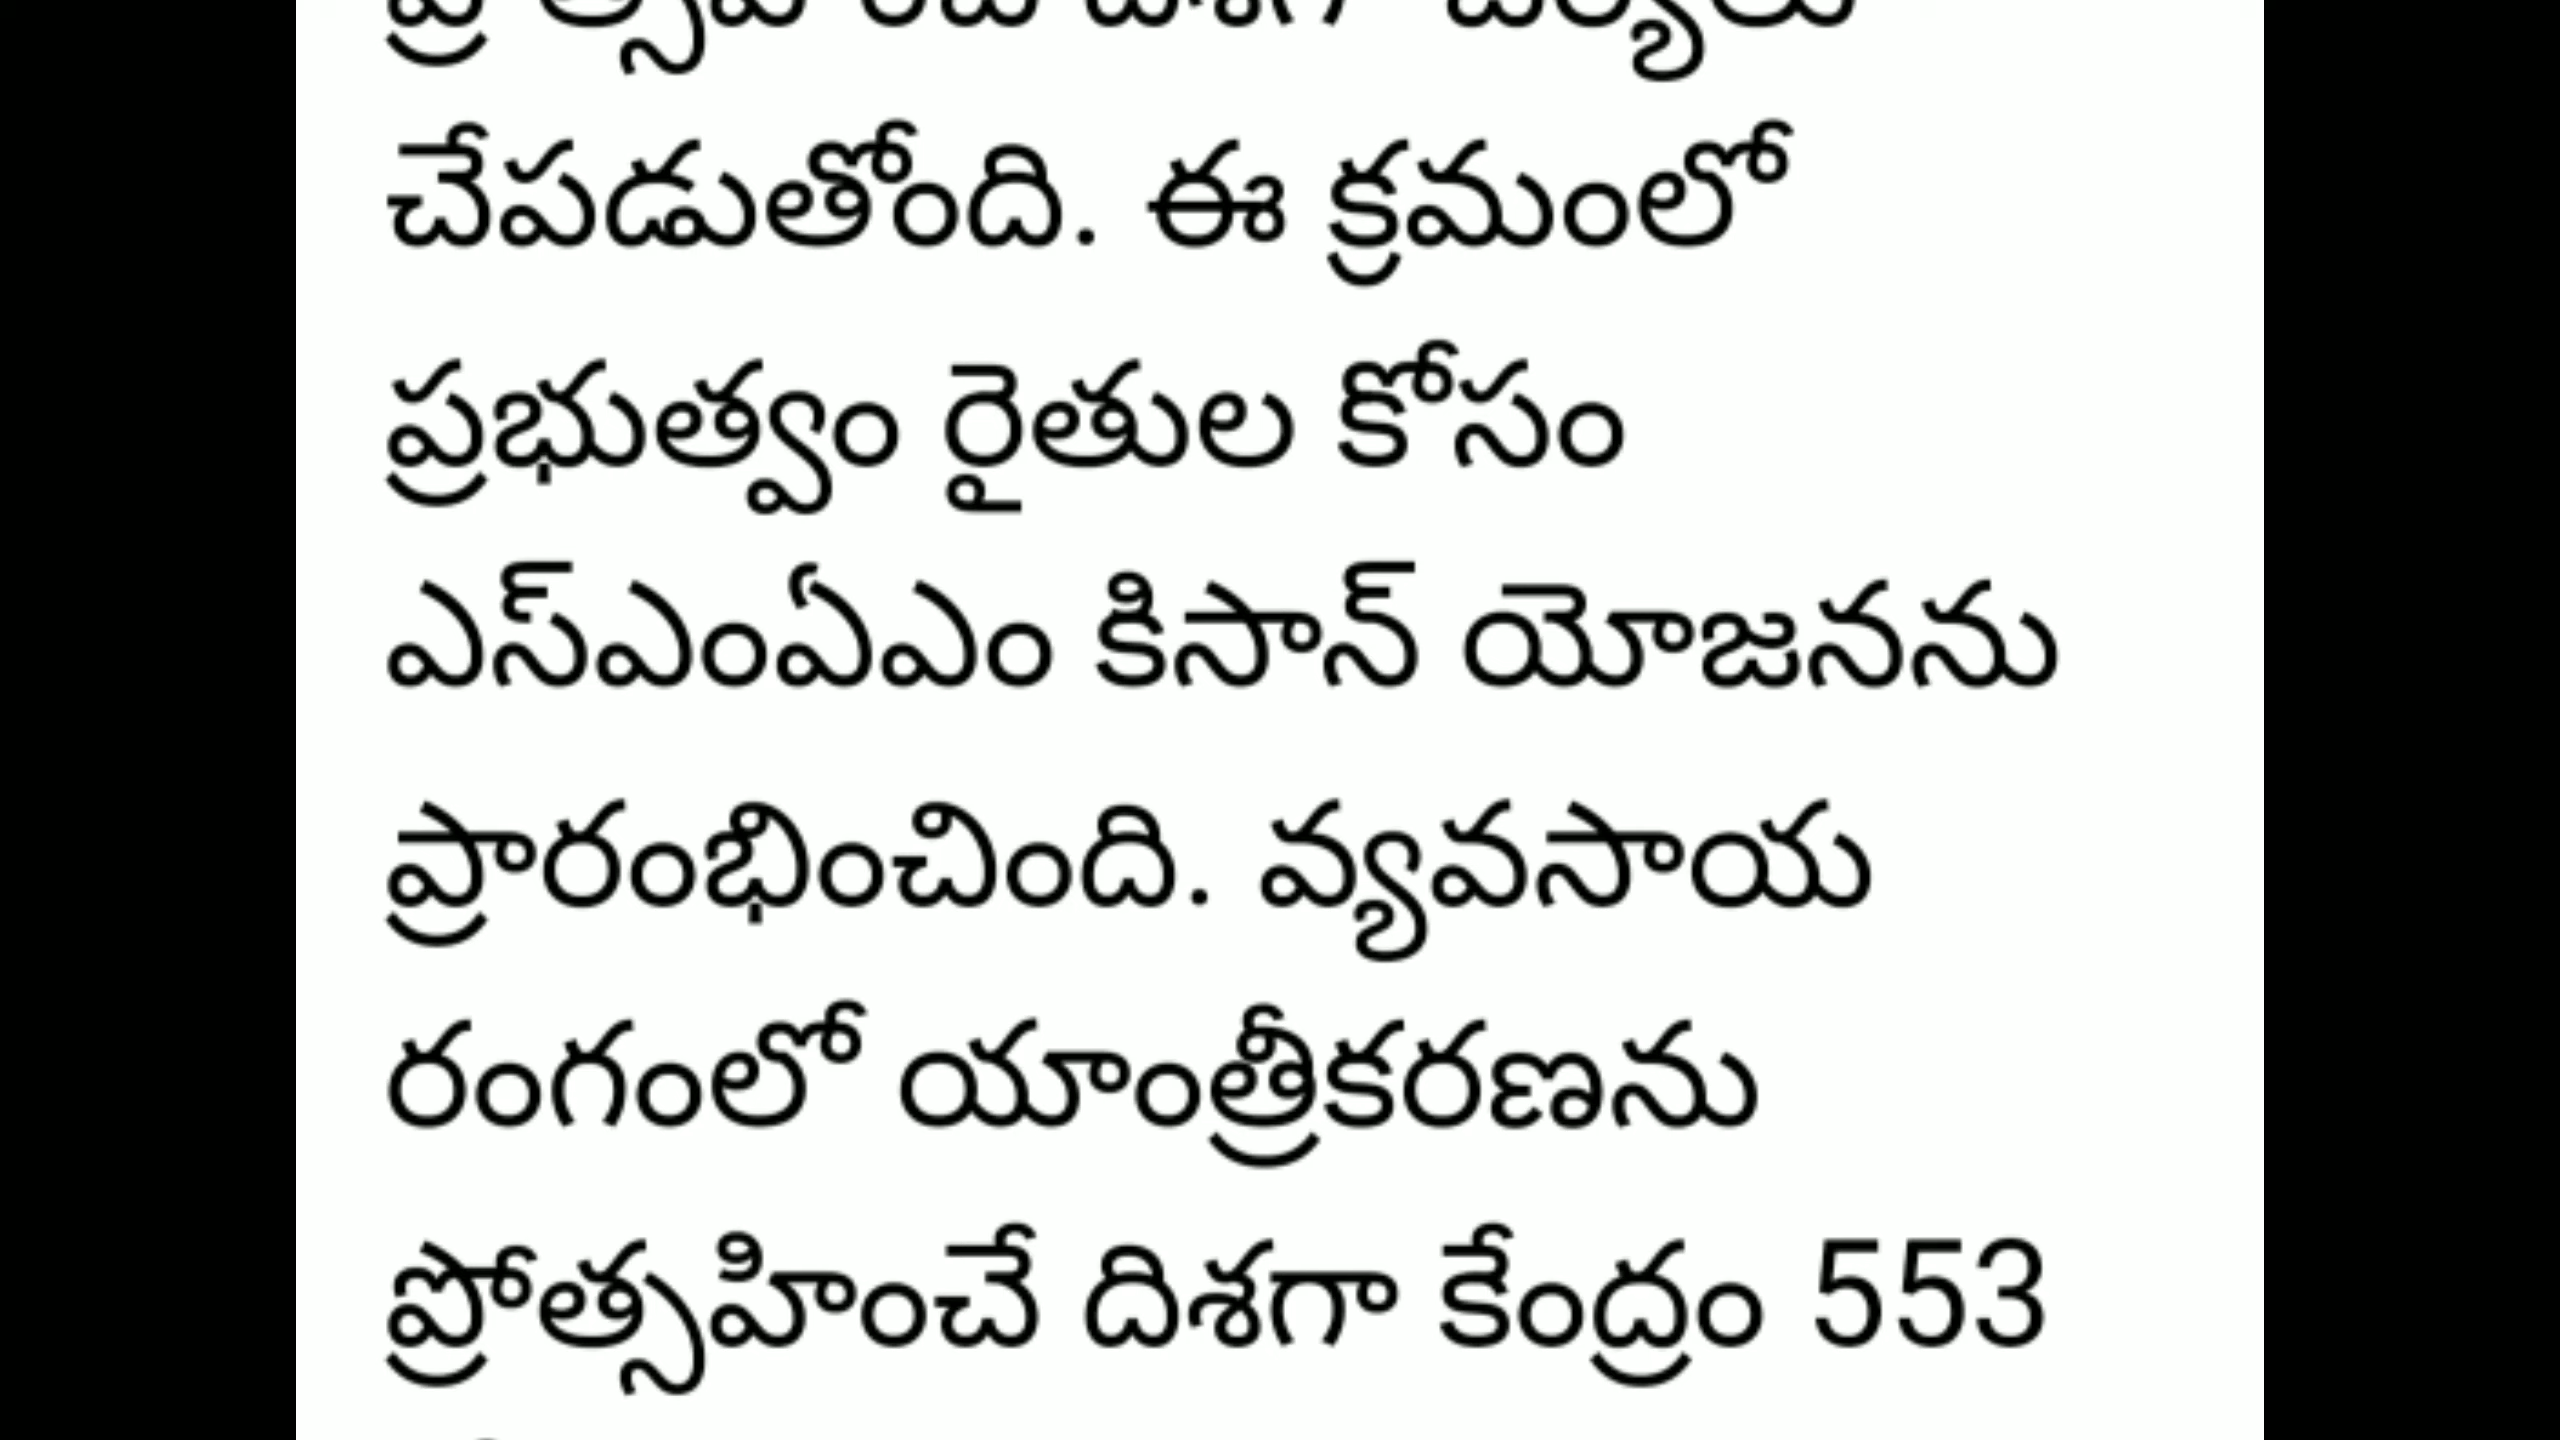 చేపడుతోంది. ఈ క్రమంలో
ప్రభుత్వం రైతుల కోసం
ఎస్ఎంఏఎం కిసాన్ యోజనను
ప్రారంభించింది. వ్యవసాయ
రంగంలో యాంత్రీకరణను
ప్రోత్సహించే దిశగా కేంద్రం 553